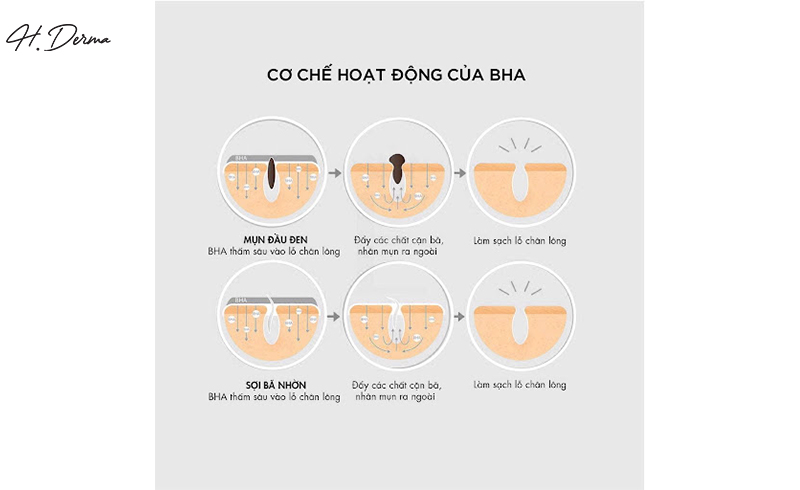 H. Derma
CƠ CHẾ HOẠT ĐỘNG CỦA BHA
BHA
MỤN ĐẦU ĐEN
BHA thấm sâu vào lỗ chân lông
Đẩy các chất cặn bã,
nhân mụn ra ngoài
Làm sạch lỗ chân lông
BHA
SỢI BÃ NHỜN
BHA thấm sâu vào lỗ chân lông
Đẩy các chất cặn bã,
nhân mụn ra ngoài
Làm sạch lỗ chân lông